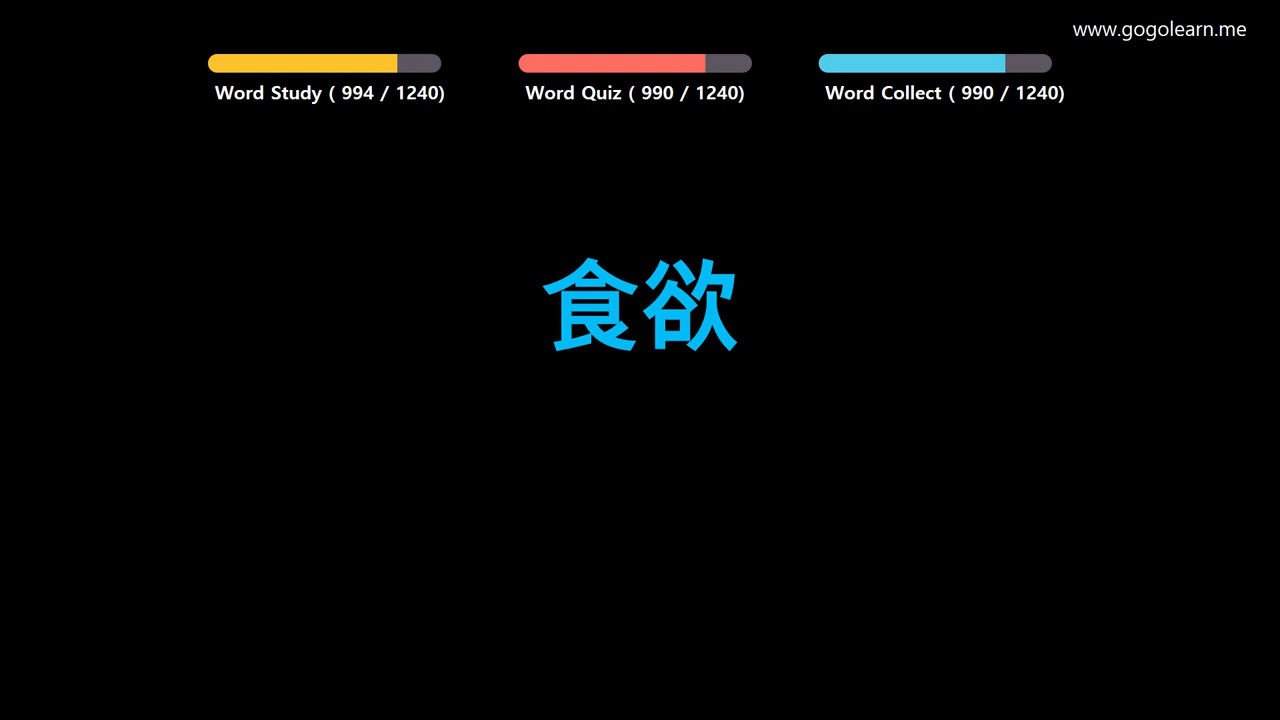 www.gogolearn.me
Word Study ( 994 / 1240)
Word Quiz ( 990 / 1240)
Word Collect ( 990 / 1240)
食欲